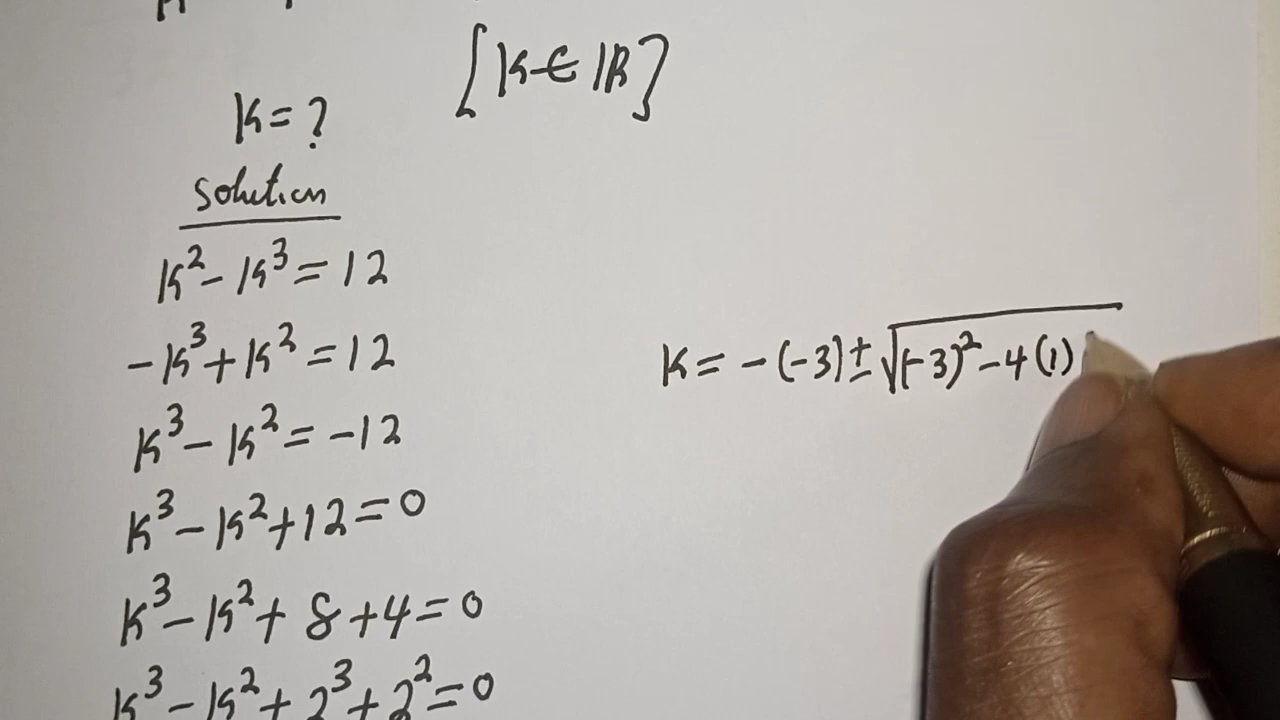 [K∈ℝ]
K=?
Solution
K²-K³=12
-K³+K²=12
K³-K²=-12
K³-K²+12=0
K³-K²+8+4=0
K³-K²+2³+2²=0
K=-(-3)±√(-3)²-4(1)